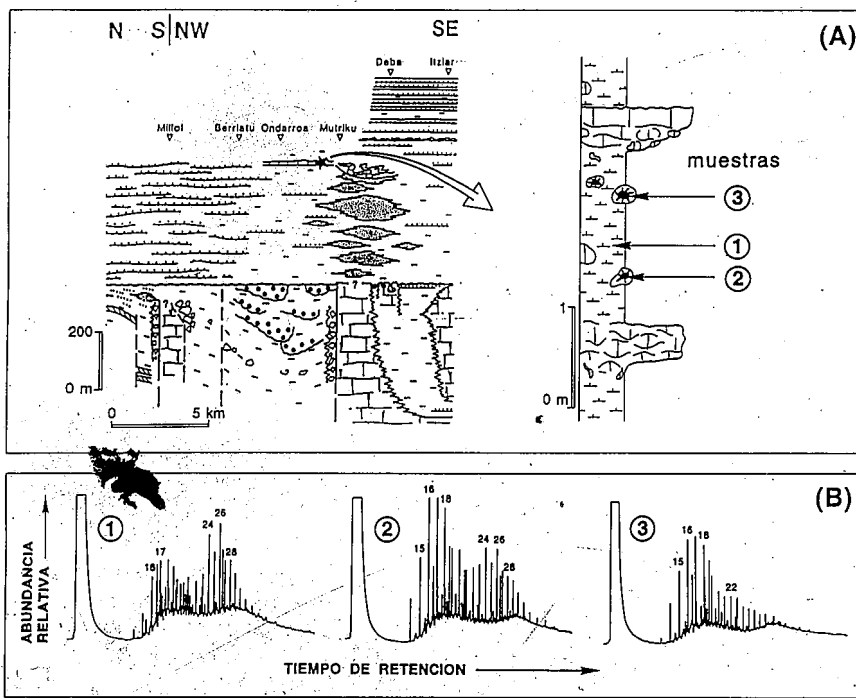 N S|NW SE (A)
Deba Itziar
Milloi Berriatu Ondarroa Mutriku
muestras
3
1
2
? ?
200
0 m
0 5 km
1
0 m
(B)
ABUNDANCIA
RELATIVA
1
16 17 24 26 28
2
15 16 18 24 26 28
3
15 16 18 22
TIEMPO DE RETENCION